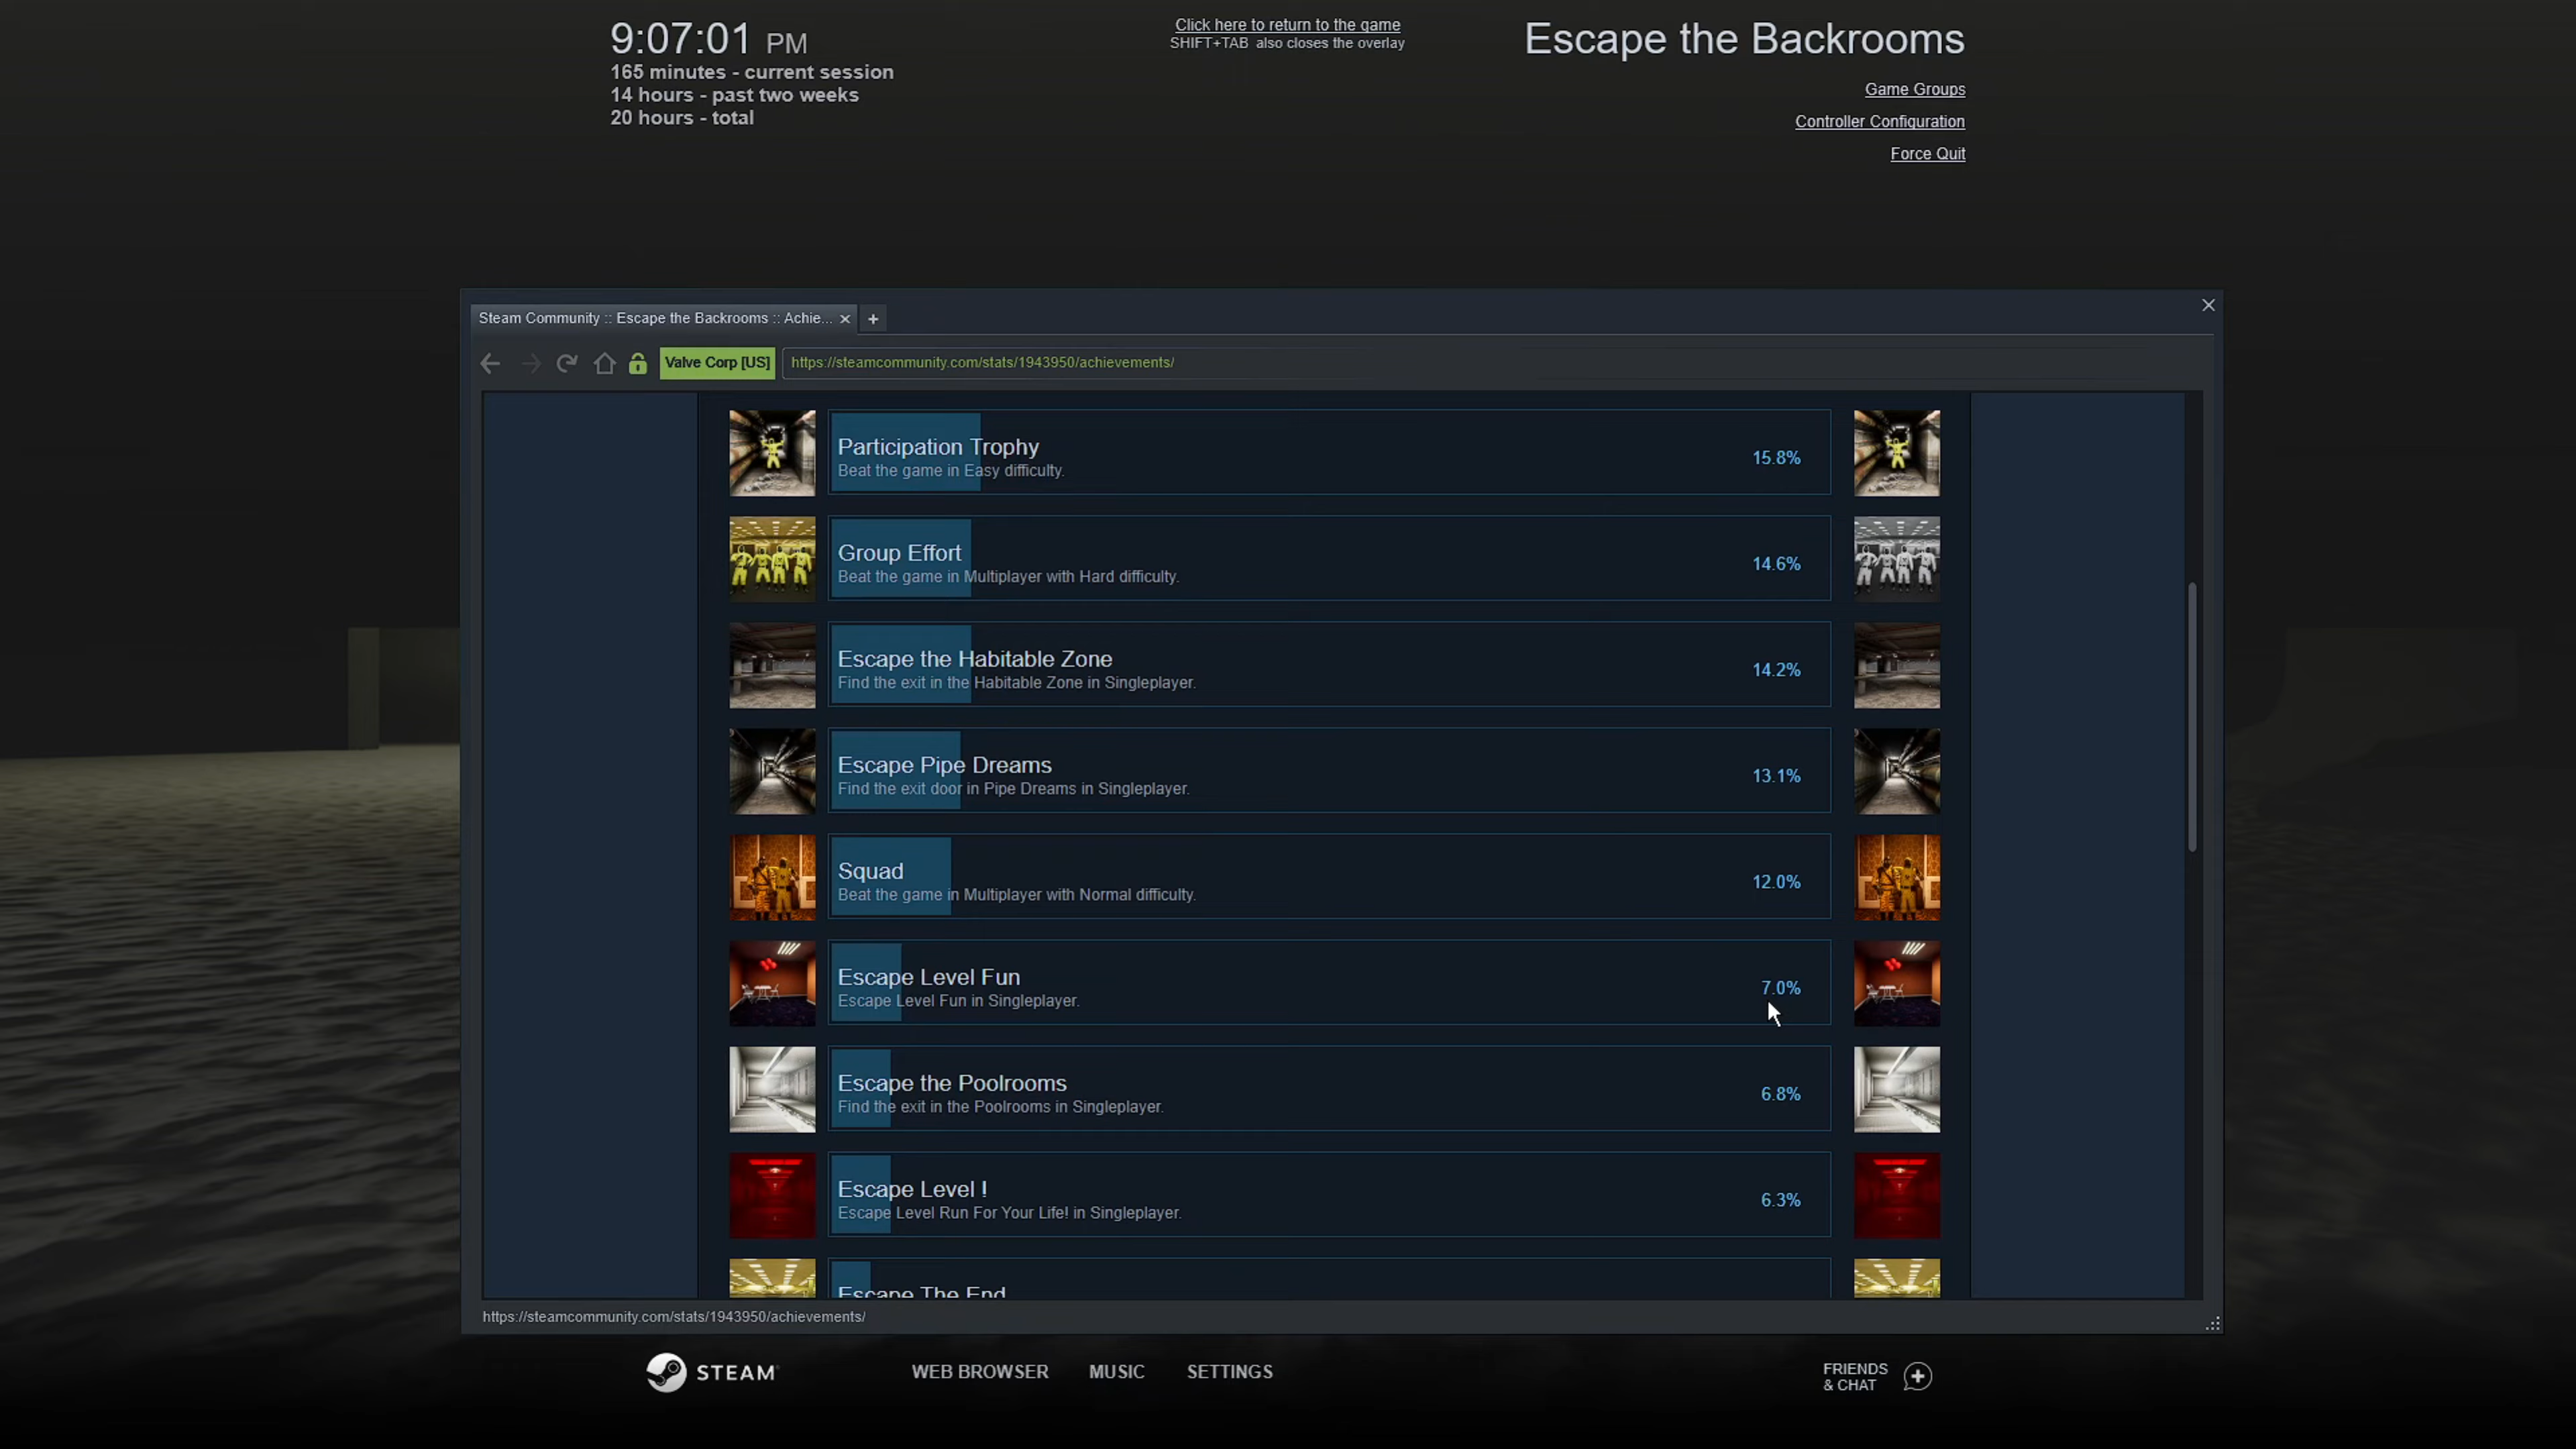 9:07:01 PM
165 minutes - current session
14 hours - past two weeks
20 hours - total
Click here to return to the game
SHIFT+TAB also closes the overlay
Escape the Backrooms
Game Groups
Controller Configuration
Force Quit
Steam Community :: Escape the Backrooms :: Achie...
Valve Corp [US]
https://steamcommunity.com/stats/1943950/achievements/
Participation Trophy
Beat the game in Easy difficulty.
15.8%
Group Effort
Beat the game in Multiplayer with Hard difficulty.
14.6%
Escape the Habitable Zone
Find the exit in the Habitable Zone in Singleplayer.
14.2%
Escape Pipe Dreams
Find the exit door in Pipe Dreams in Singleplayer.
13.1%
Squad
Beat the game in Multiplayer with Normal difficulty.
12.0%
Escape Level Fun
Escape Level Fun in Singleplayer.
7.0%
Escape the Poolrooms
Find the exit in the Poolrooms in Singleplayer.
6.8%
Escape Level !
Escape Level Run For Your Life! in Singleplayer.
6.3%
Escape The End
https://steamcommunity.com/stats/1943950/achievements/
STEAM
WEB BROWSER
MUSIC
SETTINGS
FRIENDS
& CHAT